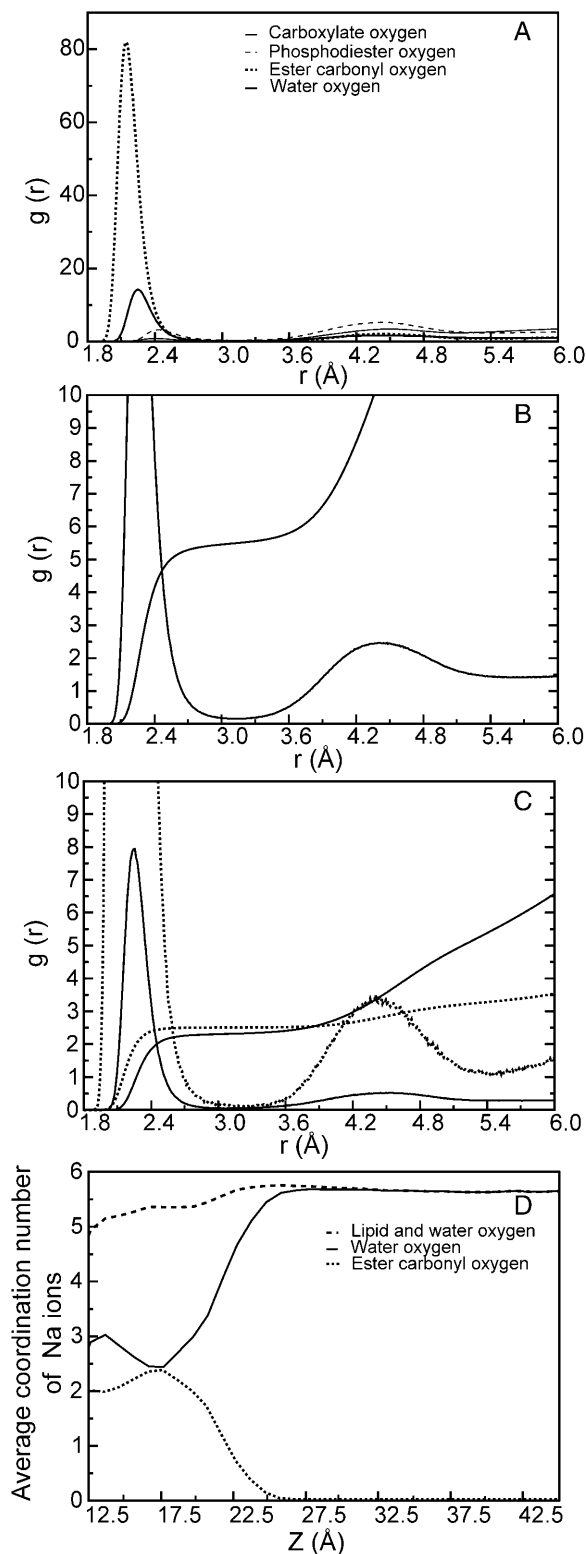 A
Carboxylate oxygen
Phosphodiester oxygen
Ester carbonyl oxygen
Water oxygen
80
60
40
20
0
g (r)
1.8 2.4 3.0 3.6 4.2 4.8 5.4 6.0
r (Å)
B
10
9
8
7
6
5
4
3
2
1
0
g (r)
1.8 2.4 3.0 3.6 4.2 4.8 5.4 6.0
r (Å)
C
10
9
8
7
6
5
4
3
2
1
0
g (r)
1.8 2.4 3.0 3.6 4.2 4.8 5.4 6.0
r (Å)
D
Lipid and water oxygen
Water oxygen
Ester carbonyl oxygen
6
5
4
3
2
1
0
Average coordination number
of Na ions
12.5 17.5 22.5 27.5 32.5 37.5 42.5
Z (Å)